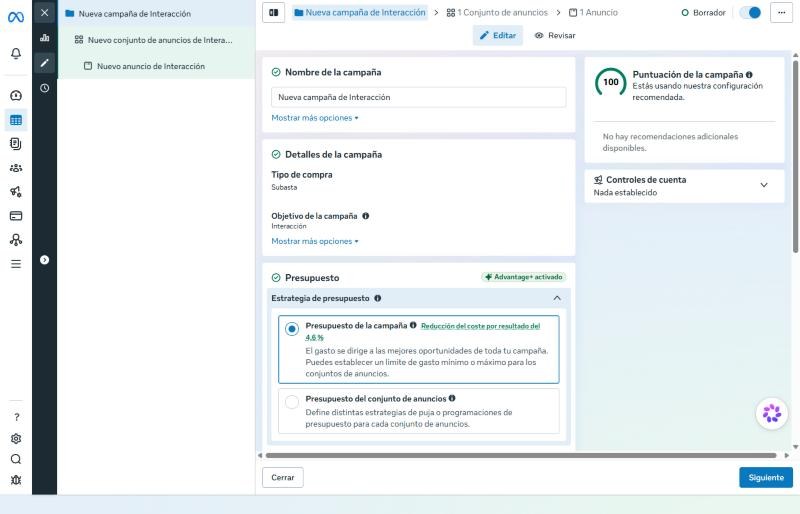 Nueva campaña de Interacción
Nuevo conjunto de anuncios de Intera...
Nuevo anuncio de Interacción
Nueva campaña de Interacción
1 Conjunto de anuncios
1 Anuncio
Borrador
Editar
Revisar
Nombre de la campaña
Nueva campaña de Interacción
Mostrar más opciones
Detalles de la campaña
Tipo de compra
Subasta
Objetivo de la campaña
Interacción
Mostrar más opciones
Presupuesto
Advantage+ activado
Estrategia de presupuesto
Presupuesto de la campaña Reducción del coste por resultado del
4,6 %
El gasto se dirige a las mejores oportunidades de toda tu campaña.
Puedes establecer un límite de gasto mínimo o máximo para los
conjuntos de anuncios.
Presupuesto del conjunto de anuncios
Define distintas estrategias de puja o programaciones de
presupuesto para cada conjunto de anuncios.
100
Puntuación de la campaña
Estás usando nuestra configuración
recomendada.
No hay recomendaciones adicionales
disponibles.
Controles de cuenta
Nada establecido
Cerrar
Siguiente